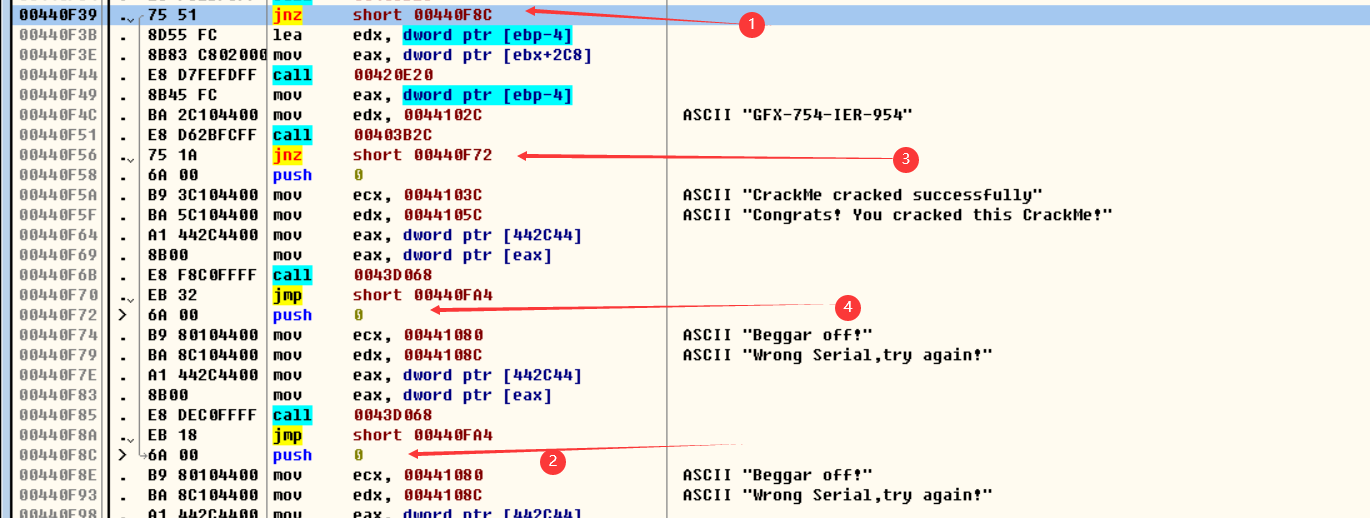 00440F39 75 51 jnz short 00440F8C 1
00440F3B . 8D55 FC lea edx, dword ptr [ebp-4]
00440F3E . 8B83 C802000 mov eax, dword ptr [ebx+2C8]
00440F44 . E8 D7FEFDFF call 00420E20
00440F49 . 8B45 FC mov eax, dword ptr [ebp-4]
00440F4C . BA 2C104400 mov edx, 0044102C ASCII "GFX-754-IER-954"
00440F51 . E8 D62BFCFF call 00403B2C
00440F56 . 75 1A jnz short 00440F72 3
00440F58 . 6A 00 push 0
00440F5A . B9 3C104400 mov ecx, 0044103C ASCII "CrackMe cracked successfully"
00440F5F . BA 5C104400 mov edx, 0044105C ASCII "Congrats! You cracked this CrackMe!"
00440F64 . A1 442C4400 mov eax, dword ptr [442C44]
00440F69 . 8B00 mov eax, dword ptr [eax]
00440F6B . E8 F8C0FFFF call 0043D068
00440F70 . EB 32 jmp short 00440FA4
00440F72 > 6A 00 push 0 4
00440F74 . B9 80104400 mov ecx, 00441080 ASCII "Beggar off!"
00440F79 . BA 8C104400 mov edx, 0044108C ASCII "Wrong Serial,try again!"
00440F7E . A1 442C4400 mov eax, dword ptr [442C44]
00440F83 . 8B00 mov eax, dword ptr [eax]
00440F85 . E8 DEC0FFFF call 0043D068
00440F8A . EB 18 jmp short 00440FA4
00440F8C > 6A 00 push 0 2
00440F8E . B9 80104400 mov ecx, 00441080 ASCII "Beggar off!"
00440F93 . BA 8C104400 mov edx, 0044108C ASCII "Wrong Serial,try again!"
00440F98 . A1 442C4400 mov eax, dword ptr [442C44]